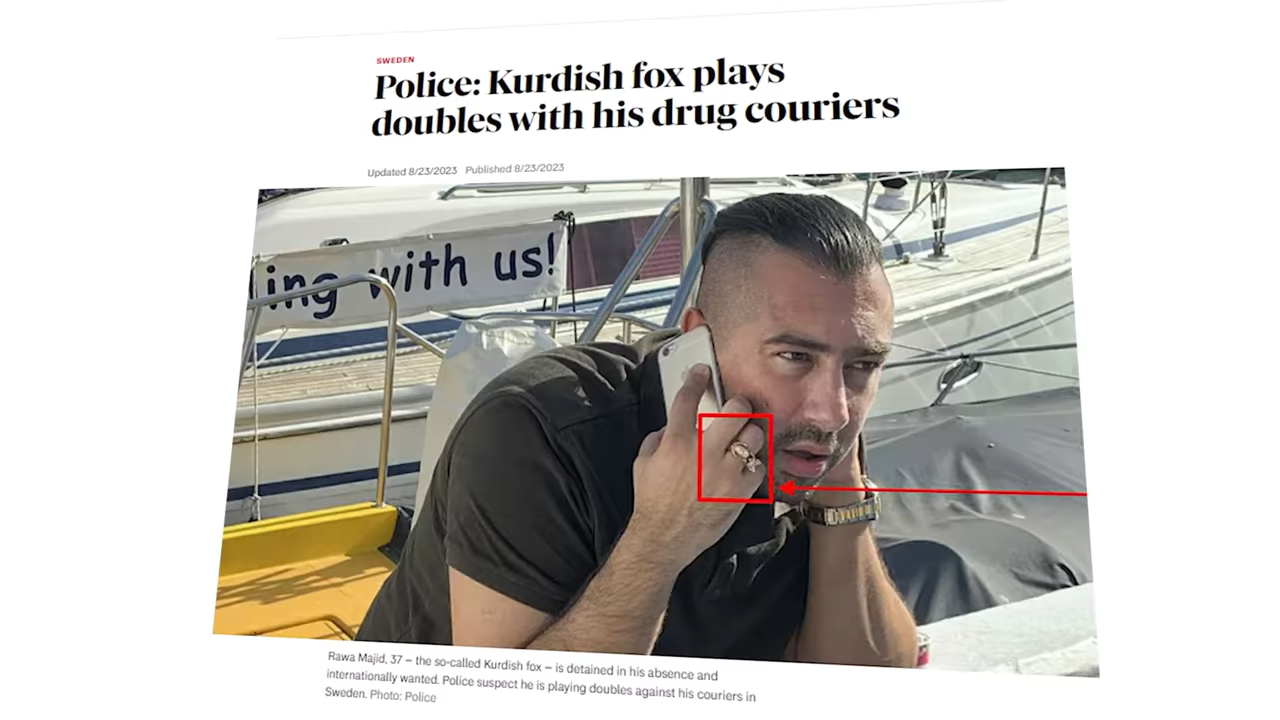 SWEDEN
Police: Kurdish fox plays
doubles with his drug couriers
Updated 8/23/2023 Published 8/23/2023
ing with us!
Rawa Majid, 37 – the so-called Kurdish fox – is detained in his absence and
internationally wanted. Police suspect he is playing doubles against his couriers in
Sweden. Photo: Police